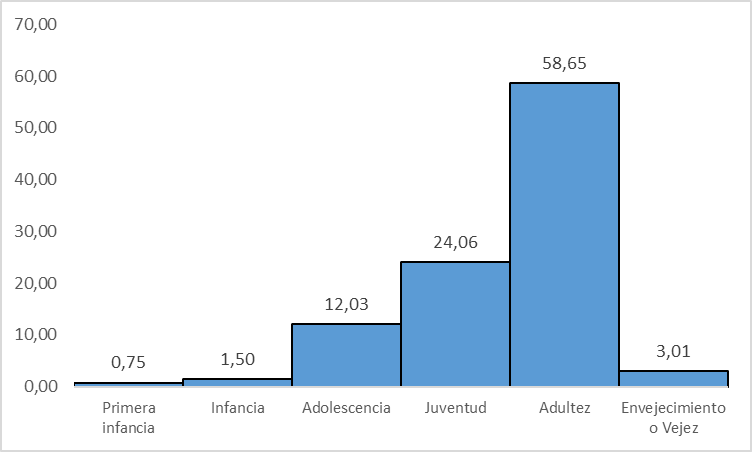 70,00
60,00
50,00
40,00
30,00
20,00
10,00
0,00
0,75
1,50
12,03
24,06
58,65
3,01
Primera
infancia
Infancia
Adolescencia
Juventud
Adultez
Envejecimiento
o Vejez